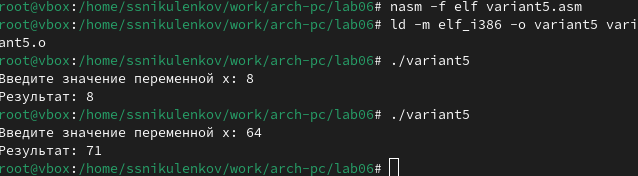 root@vbox:/home/ssnikulenkov/work/arch-pc/lab06# nasm -f elf variant5.asm
root@vbox:/home/ssnikulenkov/work/arch-pc/lab06# ld -m elf_i386 -o variant5 vari
ant5.o
root@vbox:/home/ssnikulenkov/work/arch-pc/lab06# ./variant5
Введите значение переменной х: 8
Результат: 8
root@vbox:/home/ssnikulenkov/work/arch-pc/lab06# ./variant5
Введите значение переменной х: 64
Результат: 71
root@vbox:/home/ssnikulenkov/work/arch-pc/lab06#